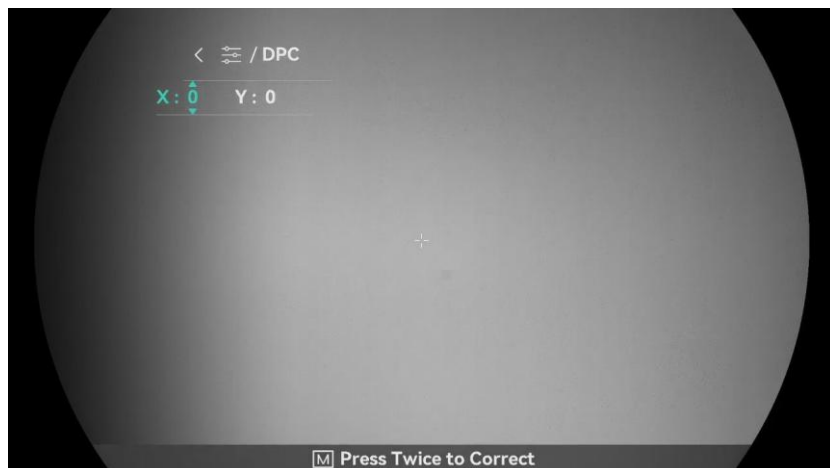 < / DPC
X : 0 Y : 0
M Press Twice to Correct